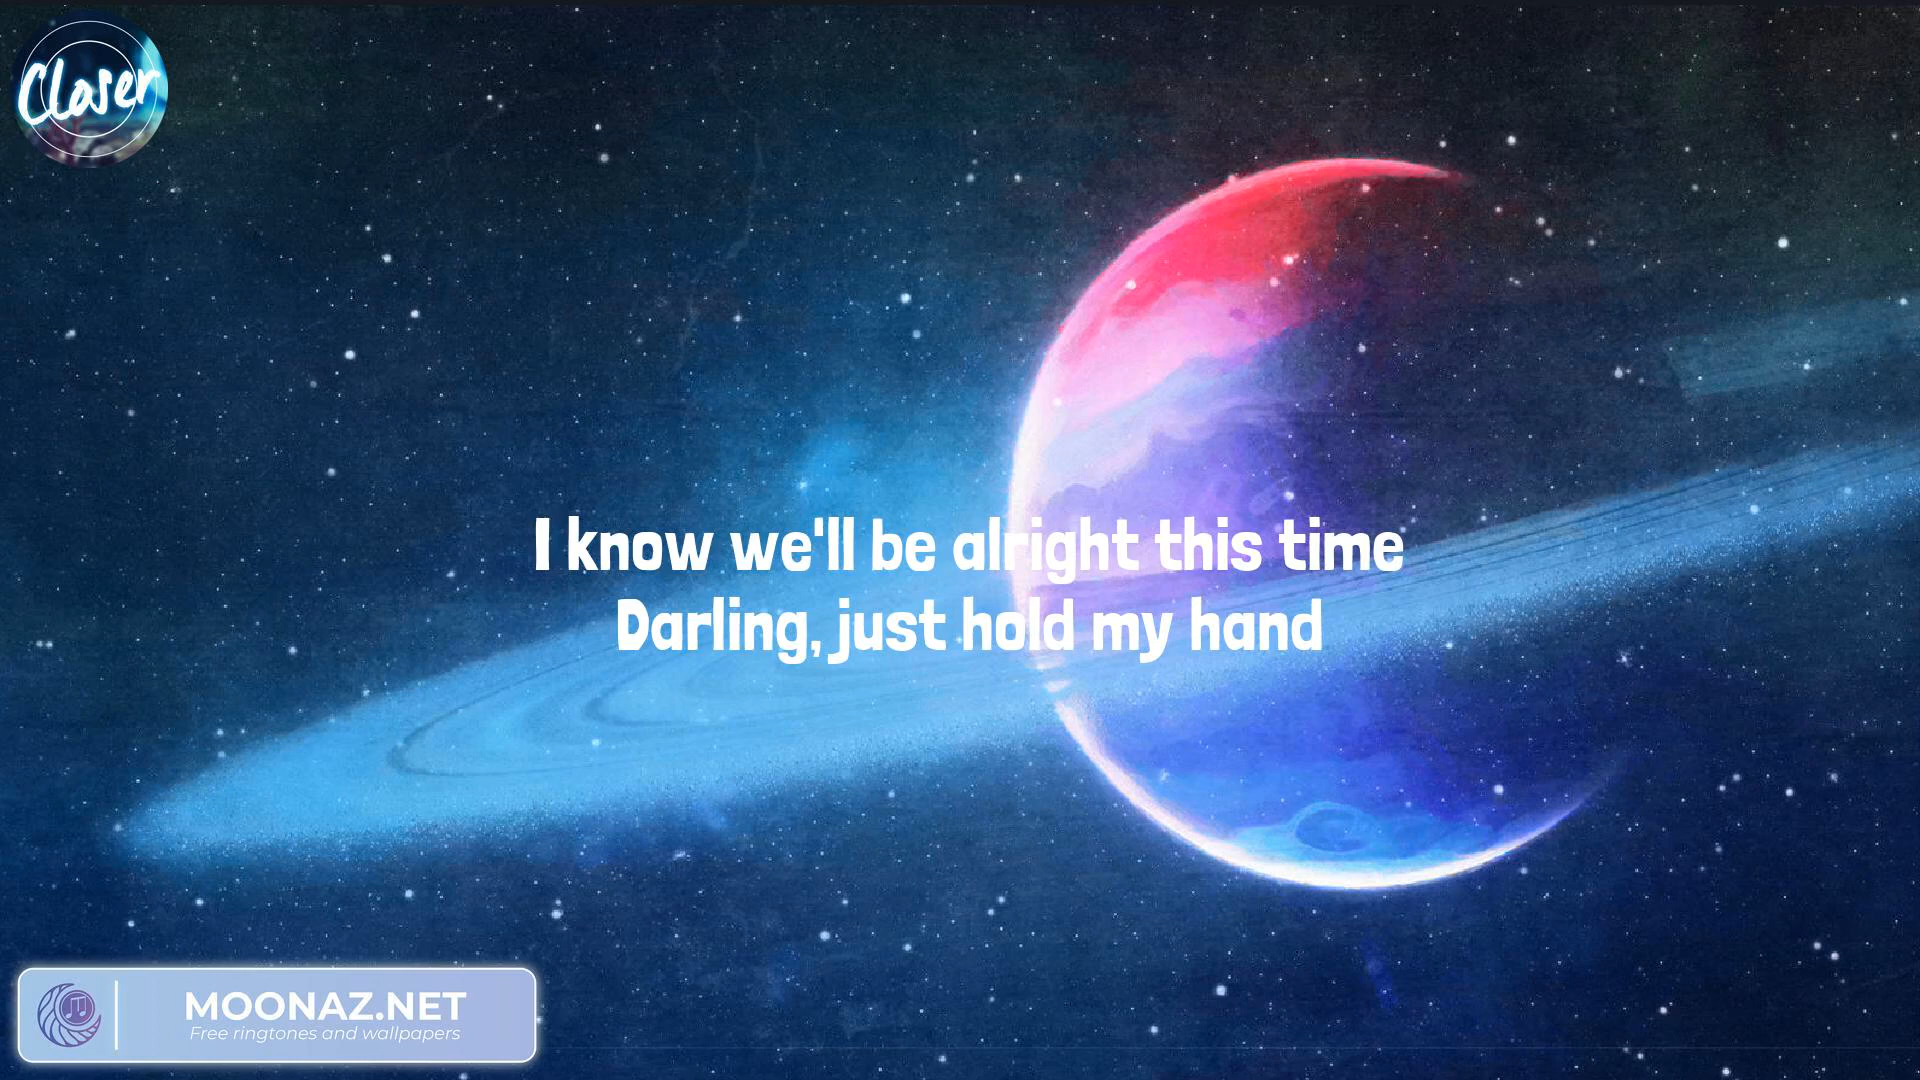 Closer
I know we'll be alright this time
Darling, just hold my hand
MOONAZ.NET
Free ringtones and wallpapers